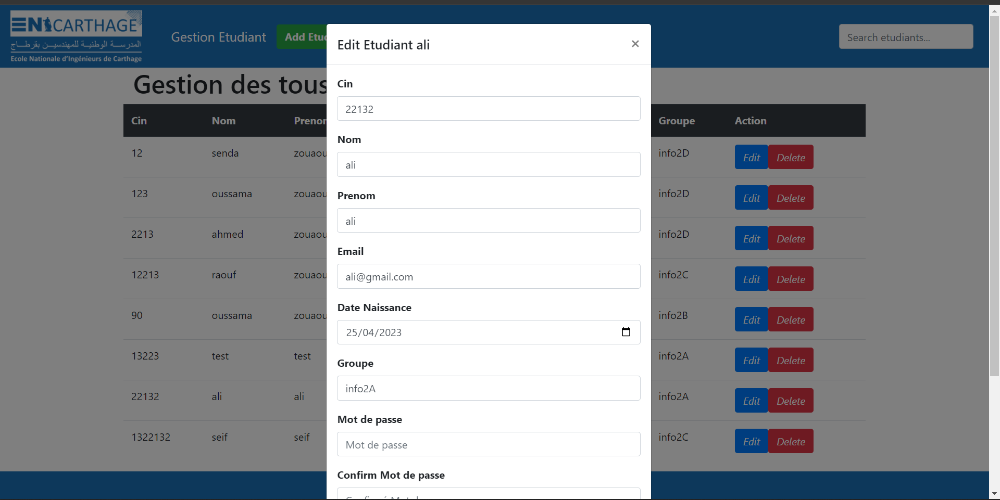 ENICARTHAGE
المدرســـة الوطنيــة للمهندسيــن بقرطــاج
Ecole Nationale d'Ingénieurs de Carthage
Gestion Etudiant
Add Etu
Search etudiants...
Edit Etudiant ali
×
Gestion des tous
Cin Nom Prenor Groupe Action
12 senda zouaou info2D Edit Delete
123 oussama zouaou info2D Edit Delete
2213 ahmed zouaou info2D Edit Delete
12213 raouf zouaou info2C Edit Delete
90 oussama zouaou info2B Edit Delete
13223 test test info2A Edit Delete
22132 ali ali info2A Edit Delete
1322132 seif seif info2C Edit Delete
Cin
22132
Nom
ali
Prenom
ali
Email
ali@gmail.com
Date Naissance
25/04/2023
Groupe
info2A
Mot de passe
Mot de passe
Confirm Mot de passe